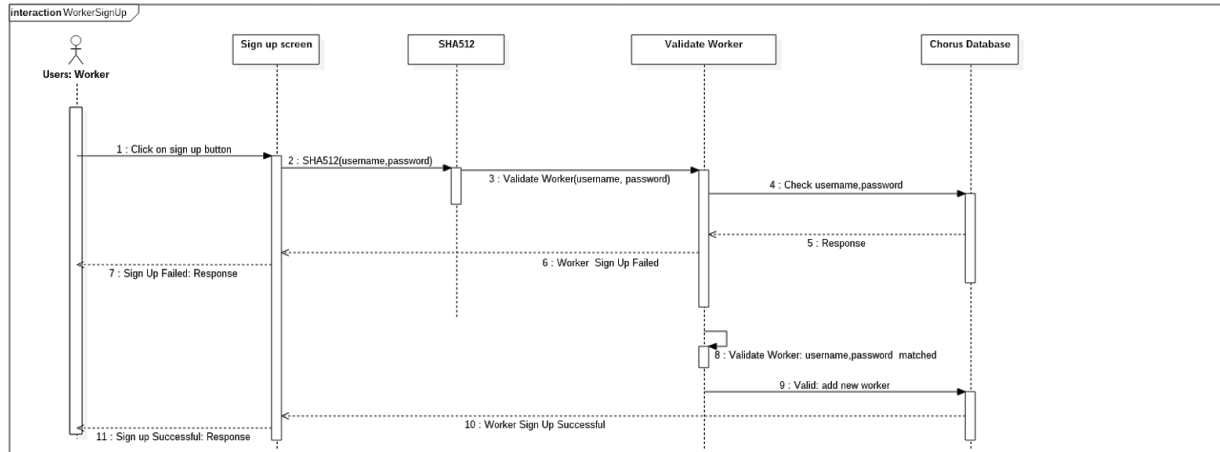 interaction WorkerSignUp
Users: Worker
Sign up screen
SHA512
Validate Worker
Chorus Database
1 : Click on sign up button
2 : SHA512(username,password)
3 : Validate Worker(username, password)
4 : Check username,password
5 : Response
6 : Worker Sign Up Failed
7 : Sign Up Failed: Response
8 : Validate Worker: username,password matched
9 : Valid: add new worker
10 : Worker Sign Up Successful
11 : Sign up Successful: Response